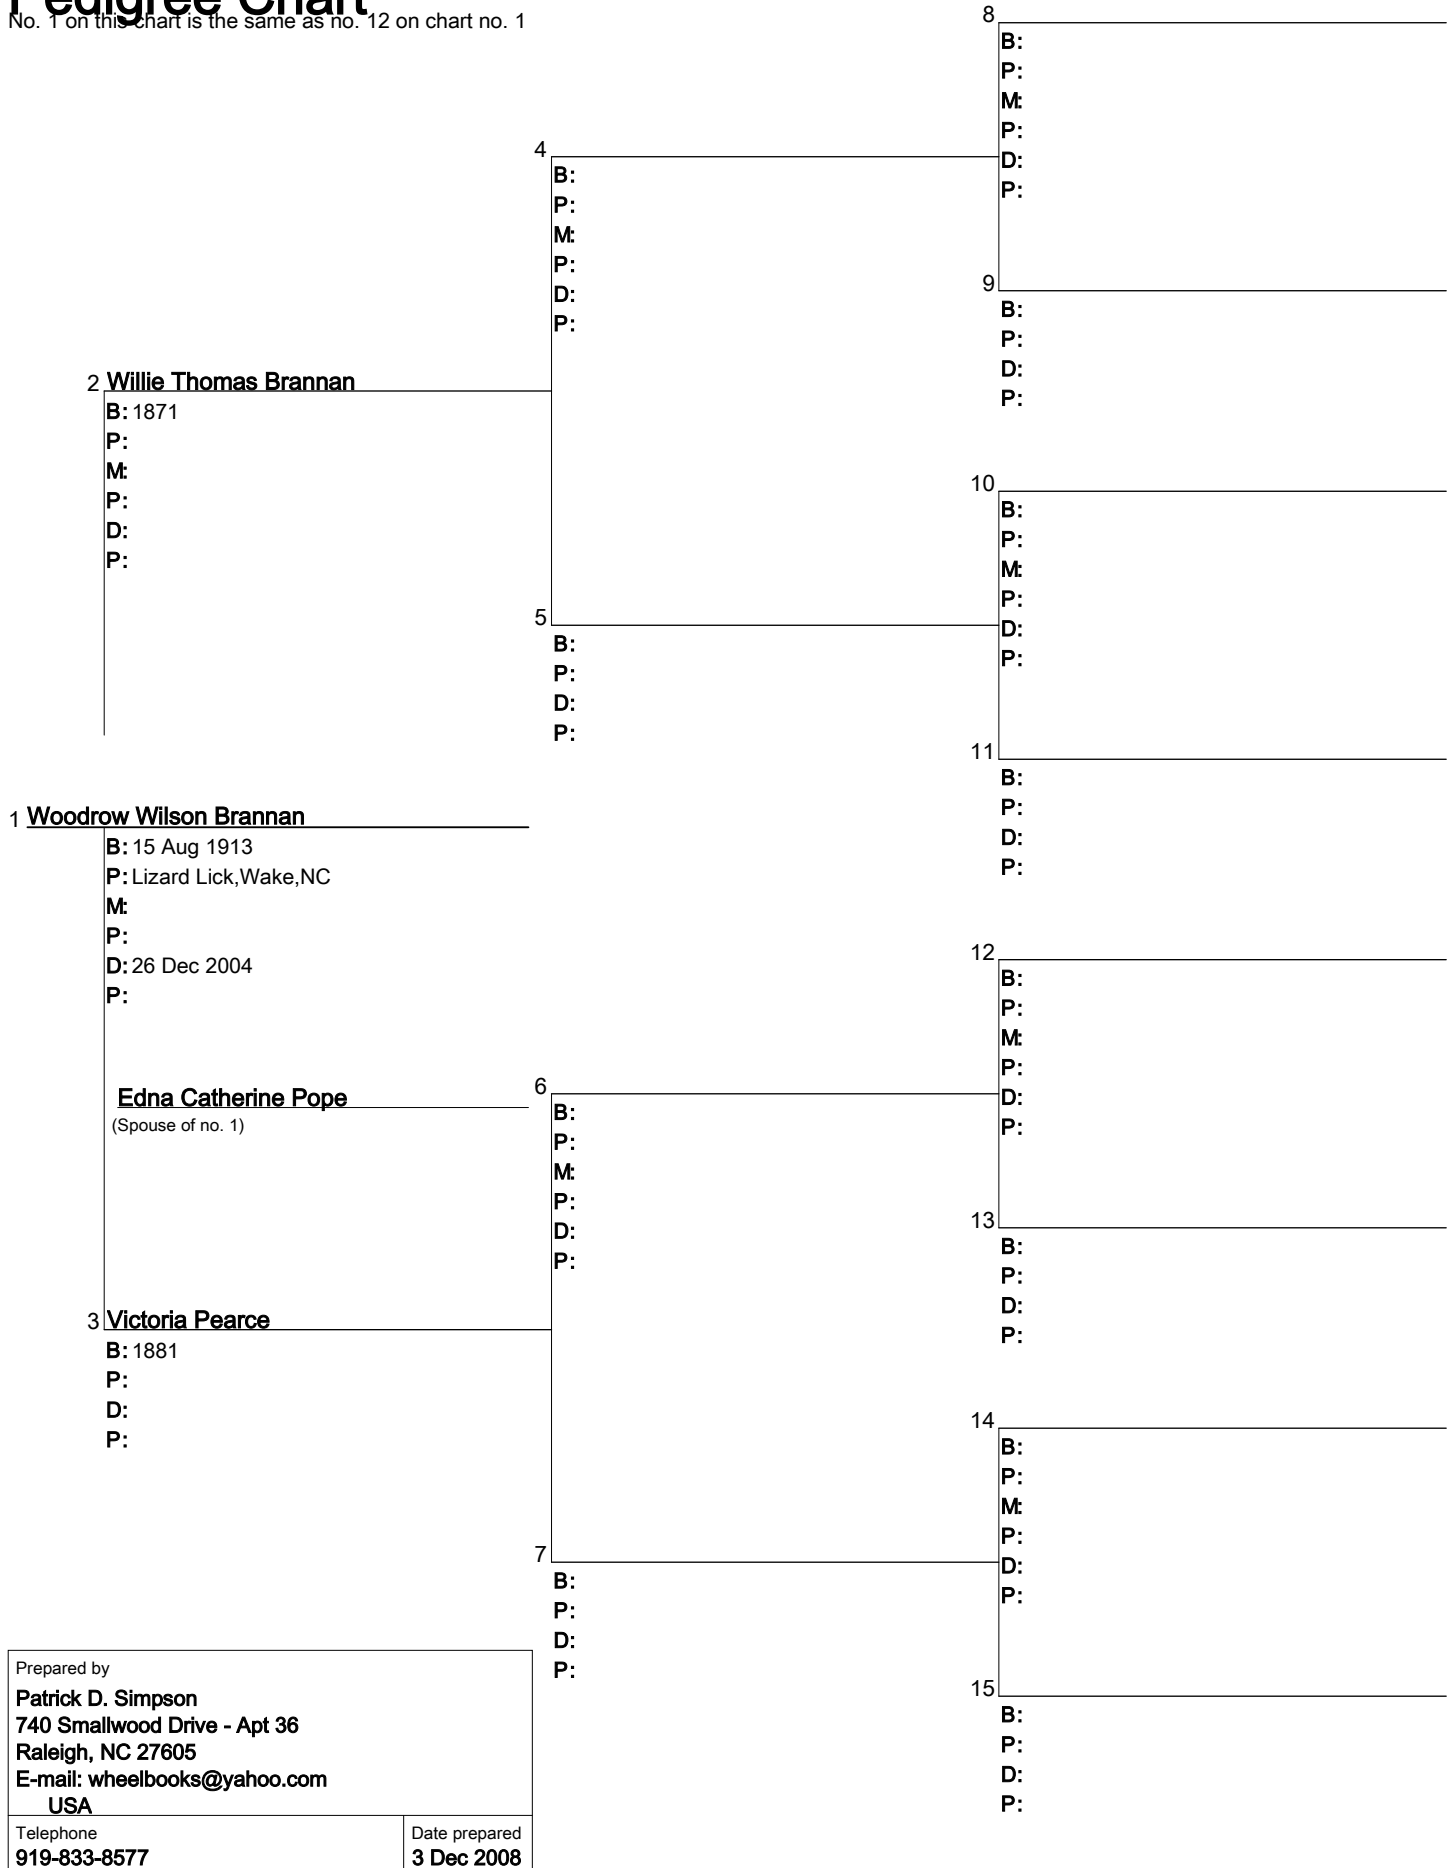 Pedigree Chart
No. 1 on this chart is the same as no. 12 on chart no. 1
1 Woodrow Wilson Brannan
B: 15 Aug 1913
P: Lizard Lick,Wake,NC
M:
P:
D: 26 Dec 2004
P:
Edna Catherine Pope
(Spouse of no. 1)
2 Willie Thomas Brannan
B: 1871
P:
M:
P:
D:
P:
3 Victoria Pearce
B: 1881
P:
D:
P:
4
B:
P:
M:
P:
D:
P:
5
B:
P:
D:
P:
6
B:
P:
M:
P:
D:
P:
7
B:
P:
D:
P:
8
B:
P:
M:
P:
D:
P:
9
B:
P:
D:
P:
10
B:
P:
M:
P:
D:
P:
11
B:
P:
D:
P:
12
B:
P:
M:
P:
D:
P:
13
B:
P:
D:
P:
14
B:
P:
M:
P:
D:
P:
15
B:
P:
D:
P:
Prepared by
Patrick D. Simpson
740 Smallwood Drive - Apt 36
Raleigh, NC 27605
E-mail: wheelbooks@yahoo.com
USA
Telephone
919-833-8577
Date prepared
3 Dec 2008